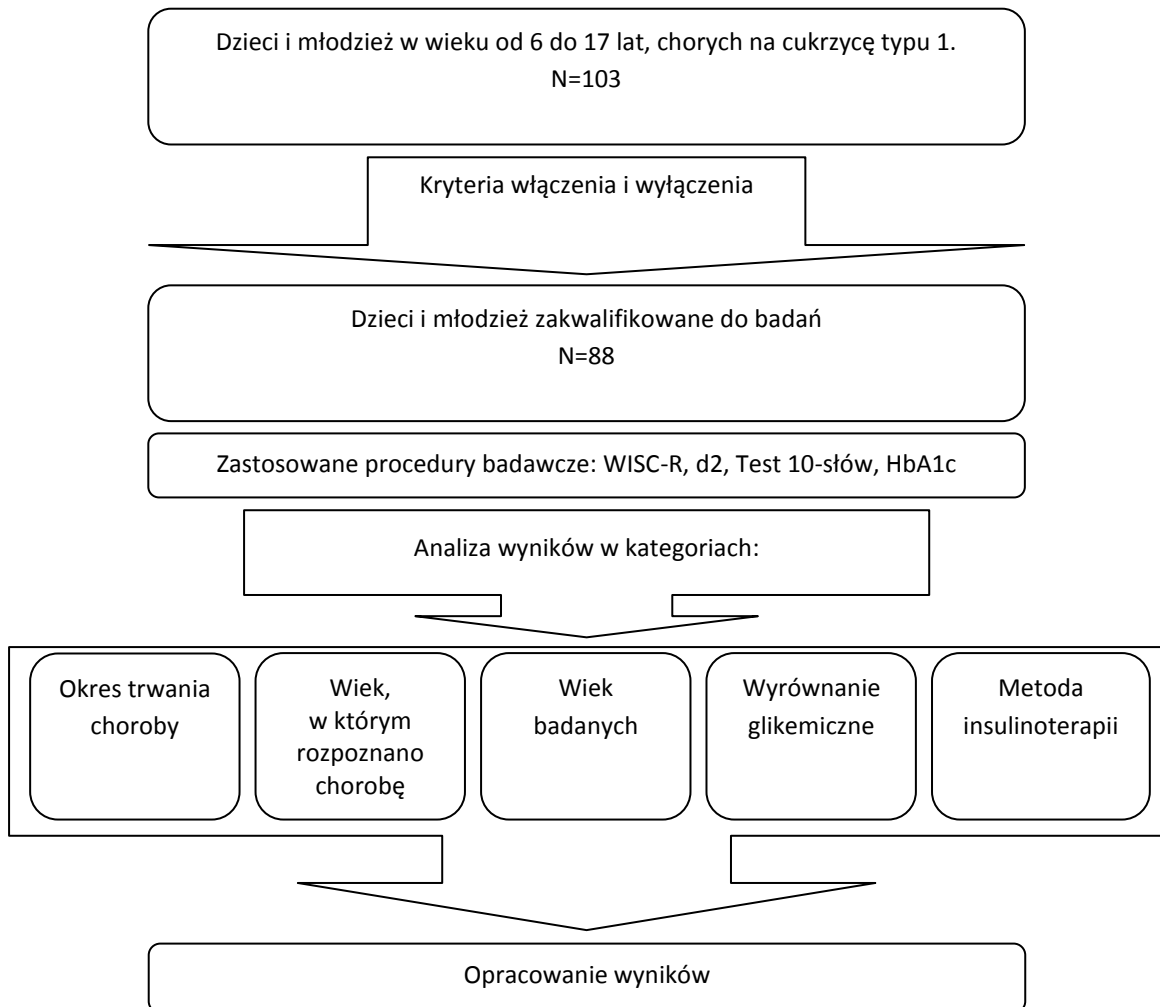 Dzieci i młodzież w wieku od 6 do 17 lat, chorych na cukrzycę typu 1.
N=103
Kryteria włączenia i wyłączenia
Dzieci i młodzież zakwalifikowane do badań
N=88
Zastosowane procedury badawcze: WISC-R, d2, Test 10-słów, HbA1c
Analiza wyników w kategoriach:
Okres trwania
choroby
Wiek,
w którym
rozpoznano
chorobę
Wiek
badanych
Wyrównanie
glikemiczne
Metoda
insulinoterapii
Opracowanie wyników